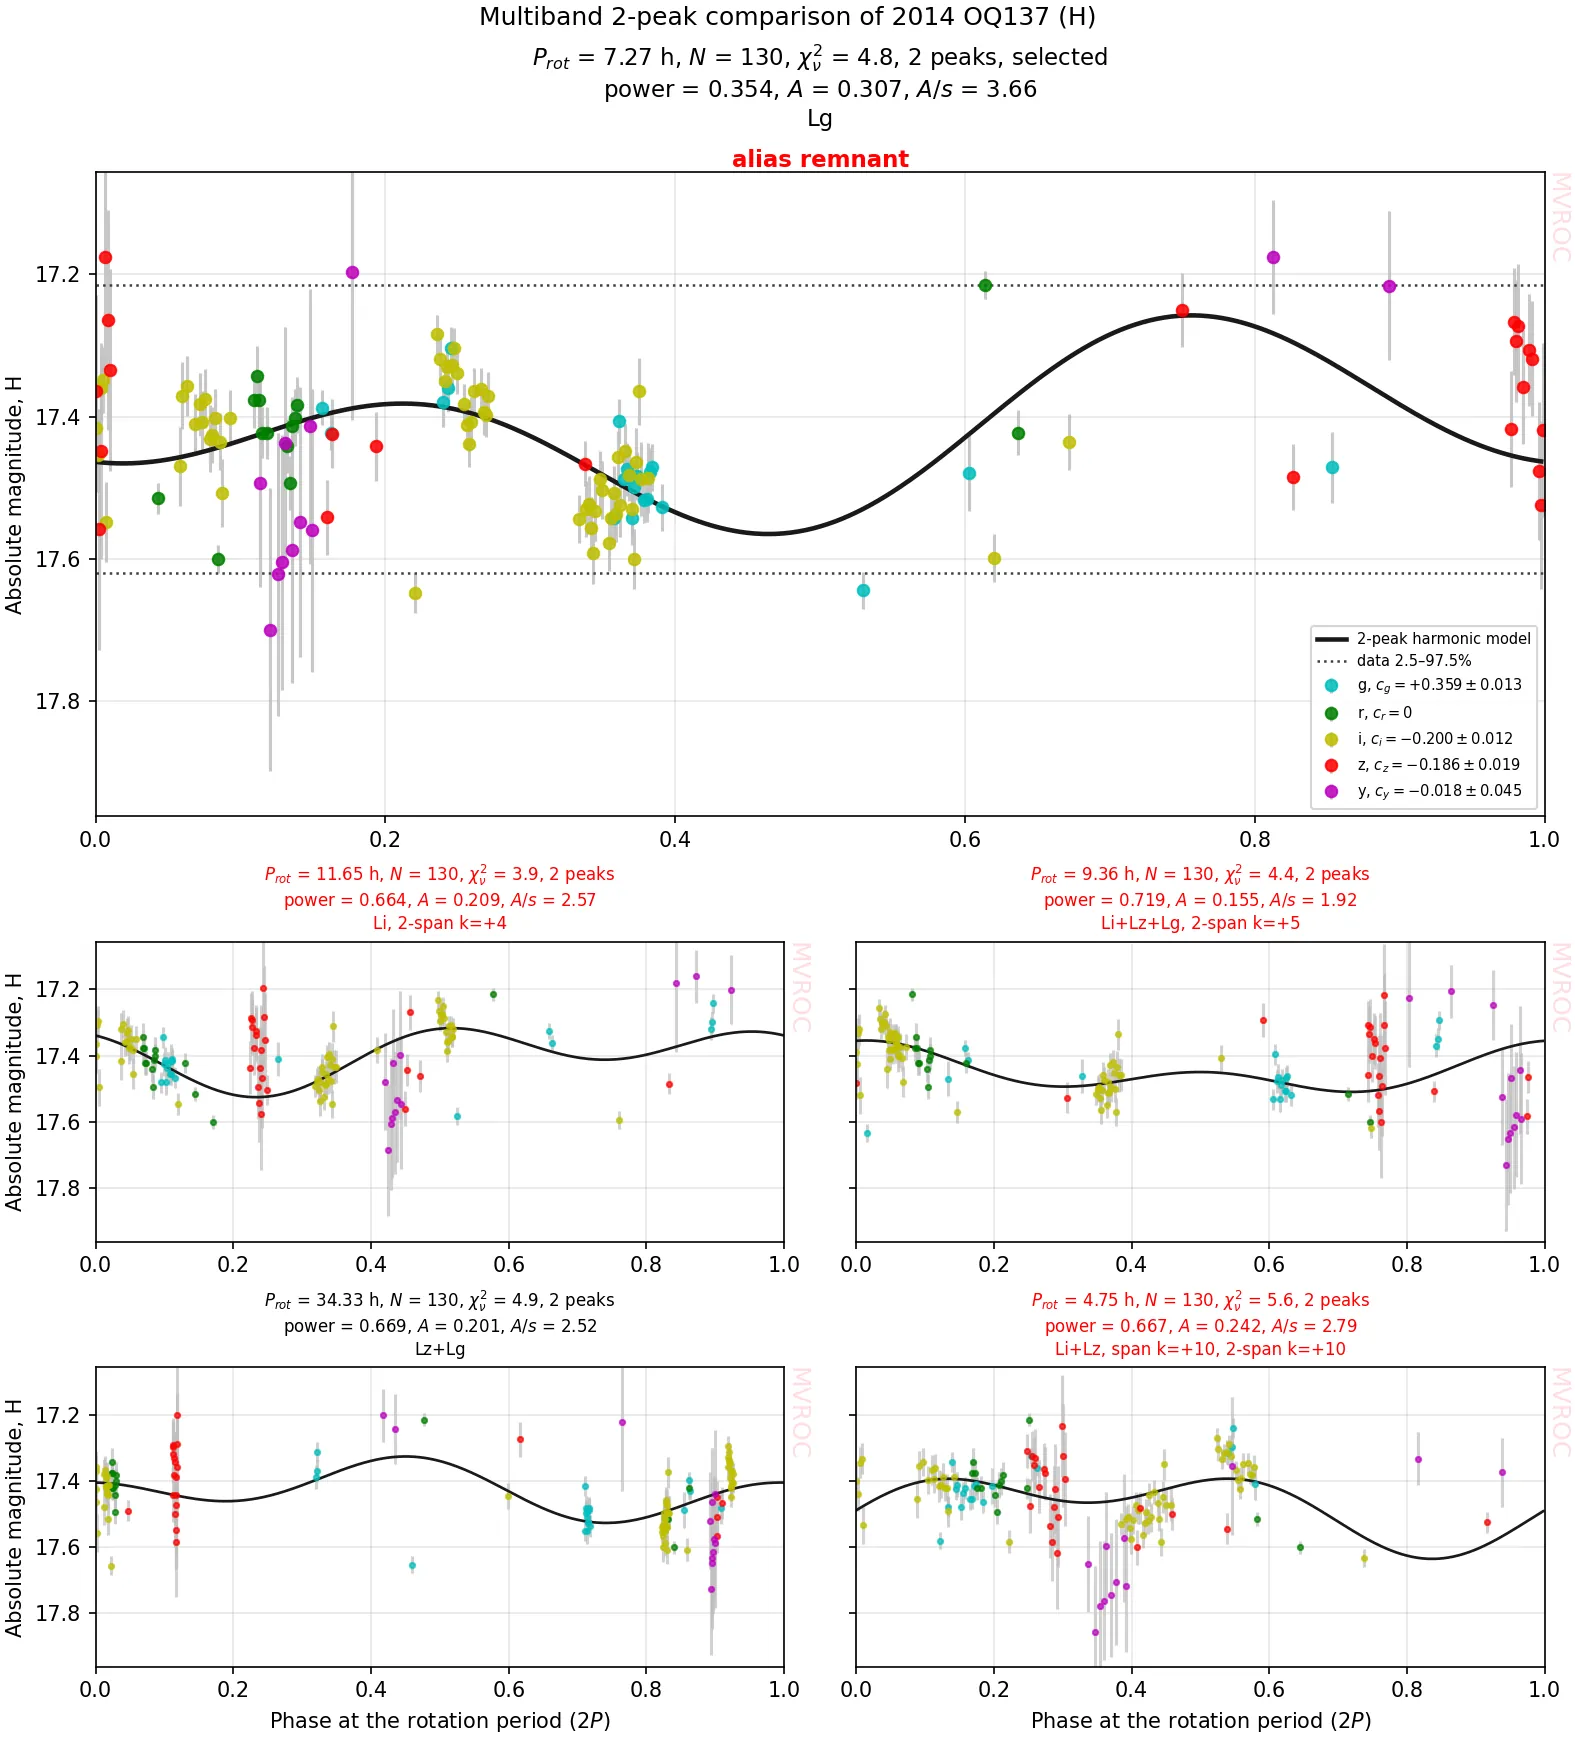 Multiband 2-peak comparison of 2014 OQ137 (H)
P_rot = 7.27 h, N = 130, χ²_ν = 4.8, 2 peaks, selected
power = 0.354, A = 0.307, A/s = 3.66
Lg
alias remnant
MVROC
Absolute magnitude, H
17.2
17.4
17.6
17.8
2-peak harmonic model
data 2.5–97.5%
g, c_g = +0.359 ± 0.013
r, c_r = 0
i, c_i = −0.200 ± 0.012
z, c_z = −0.186 ± 0.019
y, c_y = −0.018 ± 0.045
0.0 0.2 0.4 0.6 0.8 1.0
P_rot = 11.65 h, N = 130, χ²_ν = 3.9, 2 peaks
power = 0.664, A = 0.209, A/s = 2.57
Li, 2-span k=+4
MVROC
Absolute magnitude, H
17.2
17.4
17.6
17.8
0.0 0.2 0.4 0.6 0.8 1.0
P_rot = 9.36 h, N = 130, χ²_ν = 4.4, 2 peaks
power = 0.719, A = 0.155, A/s = 1.92
Li+Lz+Lg, 2-span k=+5
MVROC
0.0 0.2 0.4 0.6 0.8 1.0
P_rot = 34.33 h, N = 130, χ²_ν = 4.9, 2 peaks
power = 0.669, A = 0.201, A/s = 2.52
Lz+Lg
MVROC
Absolute magnitude, H
17.2
17.4
17.6
17.8
0.0 0.2 0.4 0.6 0.8 1.0
Phase at the rotation period (2P)
P_rot = 4.75 h, N = 130, χ²_ν = 5.6, 2 peaks
power = 0.667, A = 0.242, A/s = 2.79
Li+Lz, span k=+10, 2-span k=+10
MVROC
0.0 0.2 0.4 0.6 0.8 1.0
Phase at the rotation period (2P)